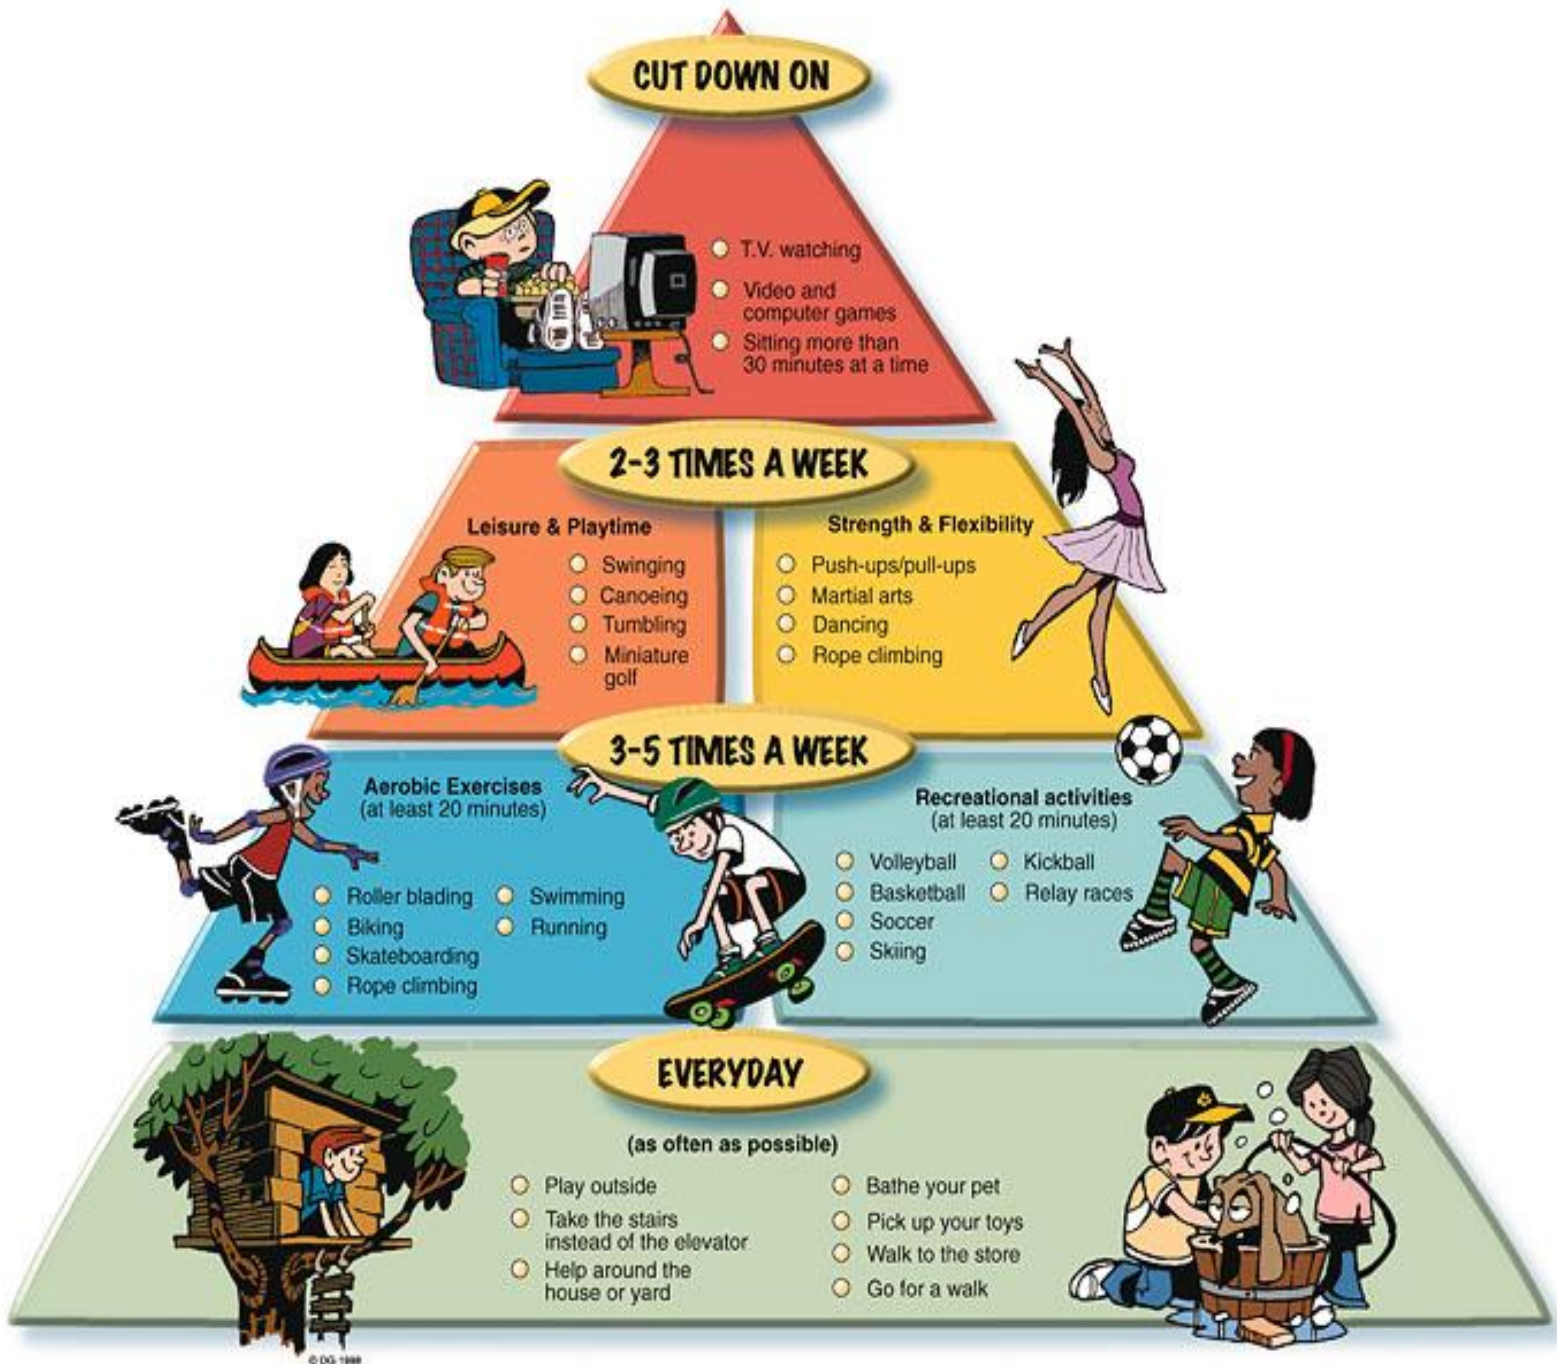 CUT DOWN ON
T.V. watching
Video and
computer games
Sitting more than
30 minutes at a time
2-3 TIMES A WEEK
Leisure & Playtime
Swinging
Canoeing
Tumbling
Miniature
golf
Strength & Flexibility
Push-ups/pull-ups
Martial arts
Dancing
Rope climbing
3-5 TIMES A WEEK
Aerobic Exercises
(at least 20 minutes)
Roller blading
Biking
Skateboarding
Rope climbing
Swimming
Running
Recreational activities
(at least 20 minutes)
Volleyball
Basketball
Soccer
Skiing
Kickball
Relay races
EVERYDAY
(as often as possible)
Play outside
Take the stairs
instead of the elevator
Help around the
house or yard
Bathe your pet
Pick up your toys
Walk to the store
Go for a walk
© DG 1998